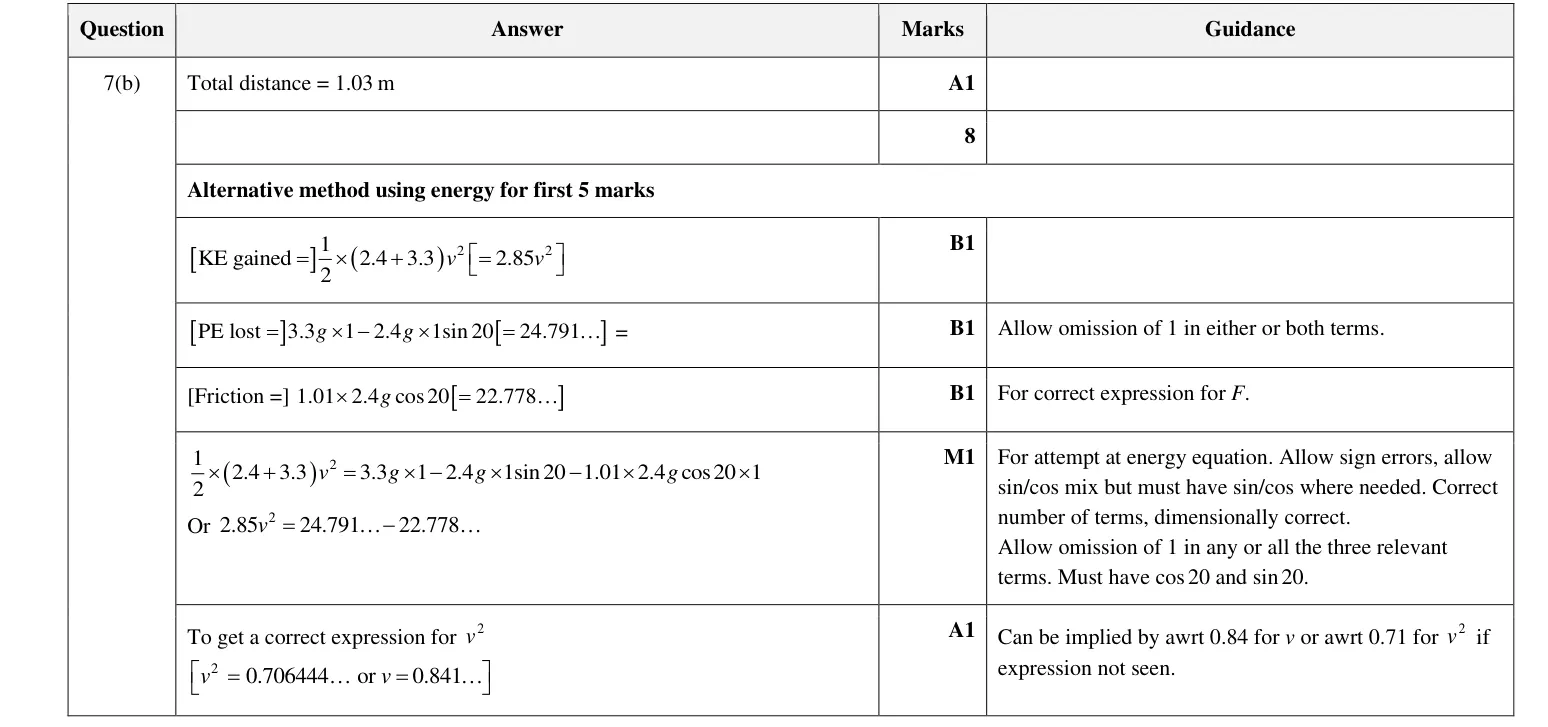 Question Answer Marks Guidance
7(b) Total distance = 1.03 m A1
8
Alternative method using energy for first 5 marks
[KE gained =] 1/2 × (2.4 + 3.3) v² [= 2.85v²] B1
[PE lost =] 3.3g × 1 − 2.4g × 1sin 20 [= 24.791…] = B1 Allow omission of 1 in either or both terms.
[Friction =] 1.01 × 2.4g cos 20 [= 22.778…] B1 For correct expression for F.
1/2 × (2.4 + 3.3) v² = 3.3g × 1 − 2.4g × 1sin 20 − 1.01 × 2.4g cos 20 × 1
Or 2.85v² = 24.791… − 22.778…
M1 For attempt at energy equation. Allow sign errors, allow
sin/cos mix but must have sin/cos where needed. Correct
number of terms, dimensionally correct.
Allow omission of 1 in any or all the three relevant
terms. Must have cos 20 and sin 20.
To get a correct expression for v²
[v² = 0.706444… or v = 0.841…]
A1 Can be implied by awrt 0.84 for v or awrt 0.71 for v² if
expression not seen.